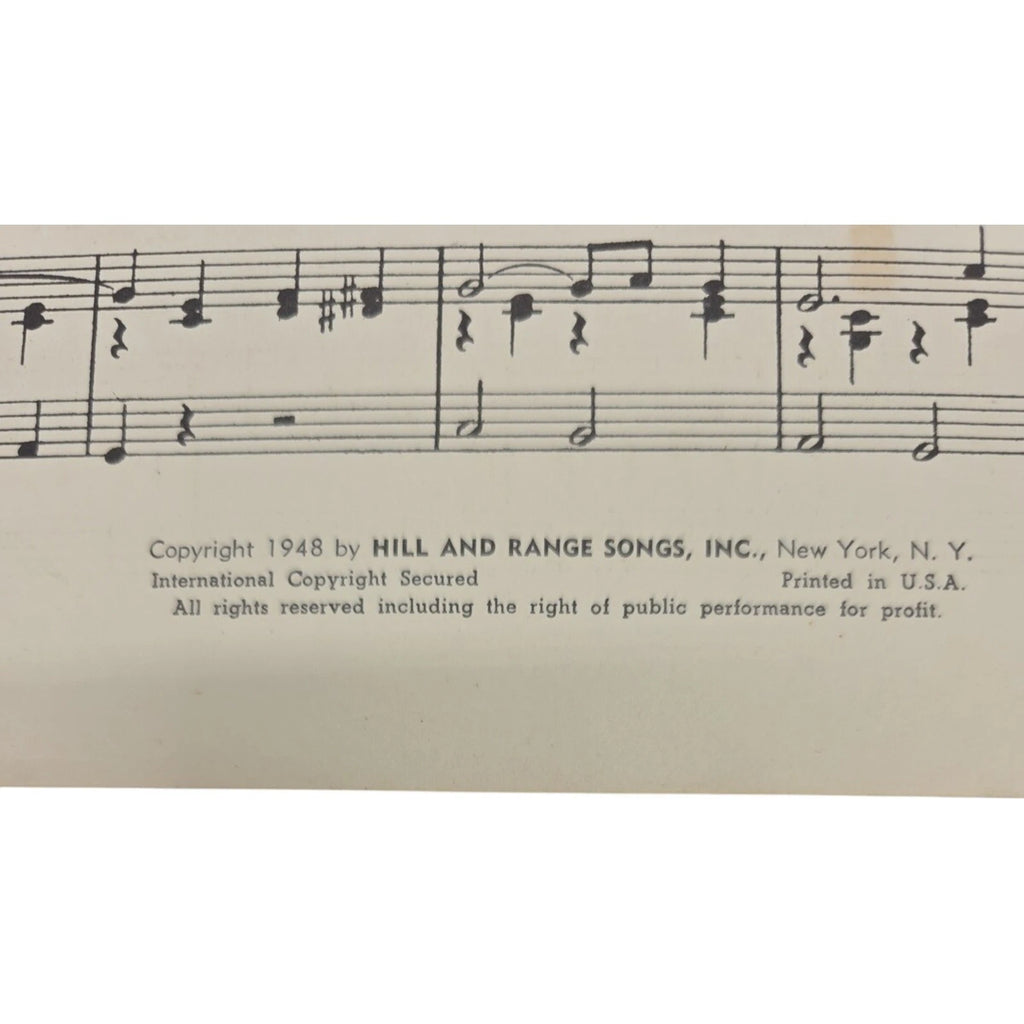 Copyright 1948 by HILL AND RANGE SONGS, INC., New York, N. Y.
International Copyright Secured Printed in U.S.A.
All rights reserved including the right of public performance for profit.